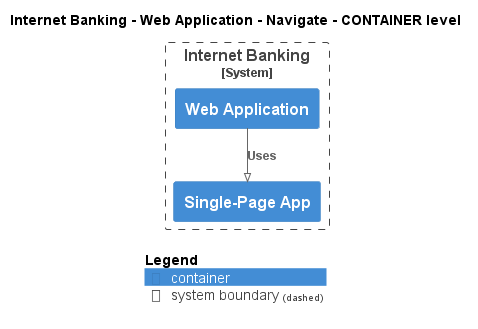 Internet Banking - Web Application - Navigate - CONTAINER level
Internet Banking
[System]
Web Application
Uses
Single-Page App
Legend
container
system boundary (dashed)